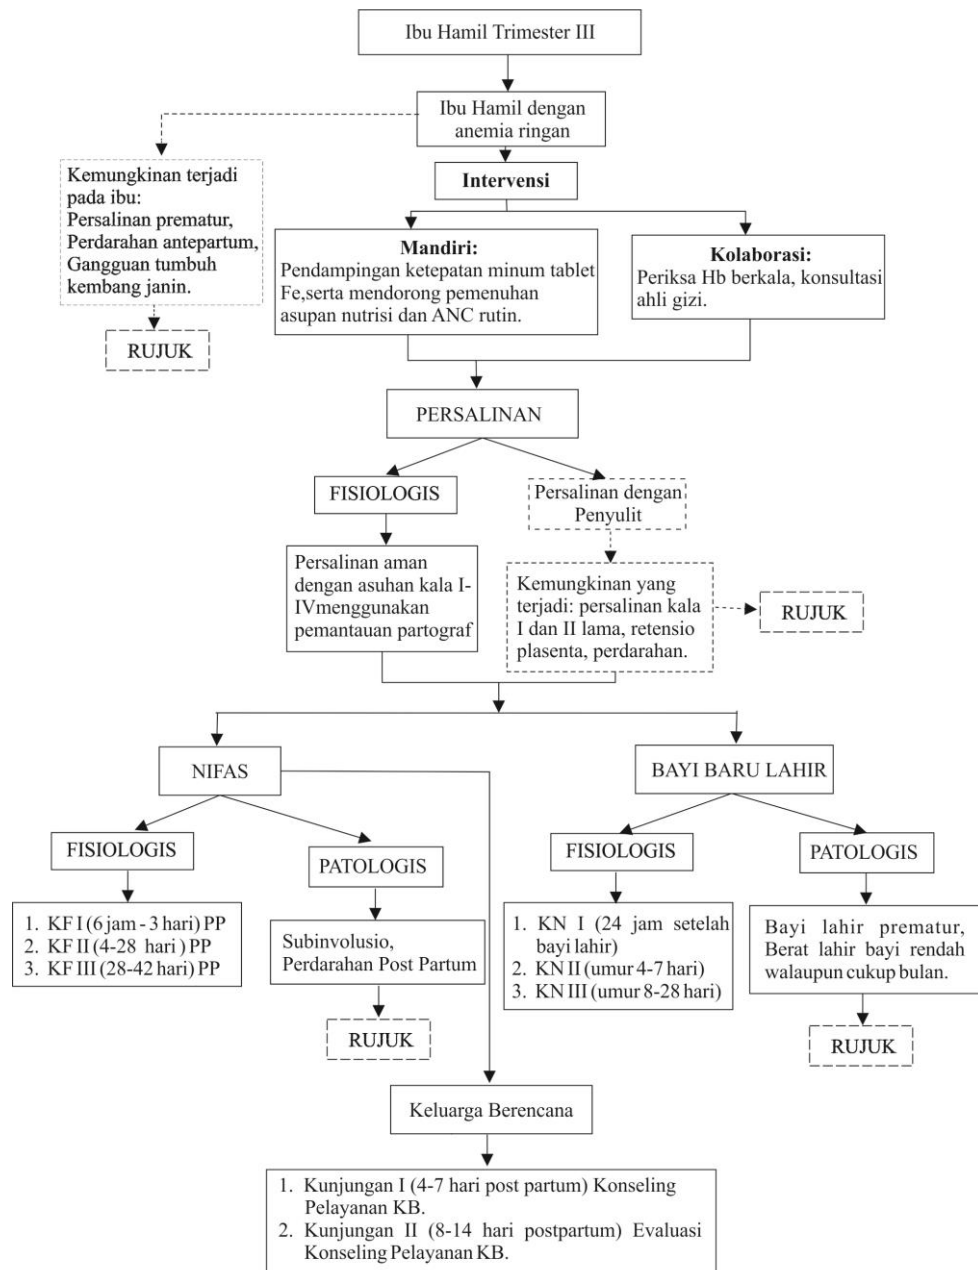 Ibu Hamil Trimester III
Ibu Hamil dengan
anemia ringan
Kemungkinan terjadi
pada ibu:
Persalinan prematur,
Perdarahan antepartum,
Gangguan tumbuh
kembang janin.
RUJUK
Intervensi
Mandiri:
Pendampingan ketepatan minum tablet
Fe,serta mendorong pemenuhan
asupan nutrisi dan ANC rutin.
Kolaborasi:
Periksa Hb berkala, konsultasi
ahli gizi.
PERSALINAN
FISIOLOGIS
Persalinan aman
dengan asuhan kala I-
IVmenggunakan
pemantauan partograf
Persalinan dengan
Penyulit
Kemungkinan yang
terjadi: persalinan kala
I dan II lama, retensio
plasenta, perdarahan.
RUJUK
NIFAS
FISIOLOGIS
1. KF I (6 jam - 3 hari) PP
2. KF II (4-28 hari ) PP
3. KF III (28-42 hari) PP
PATOLOGIS
Subinvolusio,
Perdarahan Post Partum
RUJUK
BAYI BARU LAHIR
FISIOLOGIS
1. KN I (24 jam setelah
bayi lahir)
2. KN II (umur 4-7 hari)
3. KN III (umur 8-28 hari)
PATOLOGIS
Bayi lahir prematur,
Berat lahir bayi rendah
walaupun cukup bulan.
RUJUK
Keluarga Berencana
1. Kunjungan I (4-7 hari post partum) Konseling
Pelayanan KB.
2. Kunjungan II (8-14 hari postpartum) Evaluasi
Konseling Pelayanan KB.